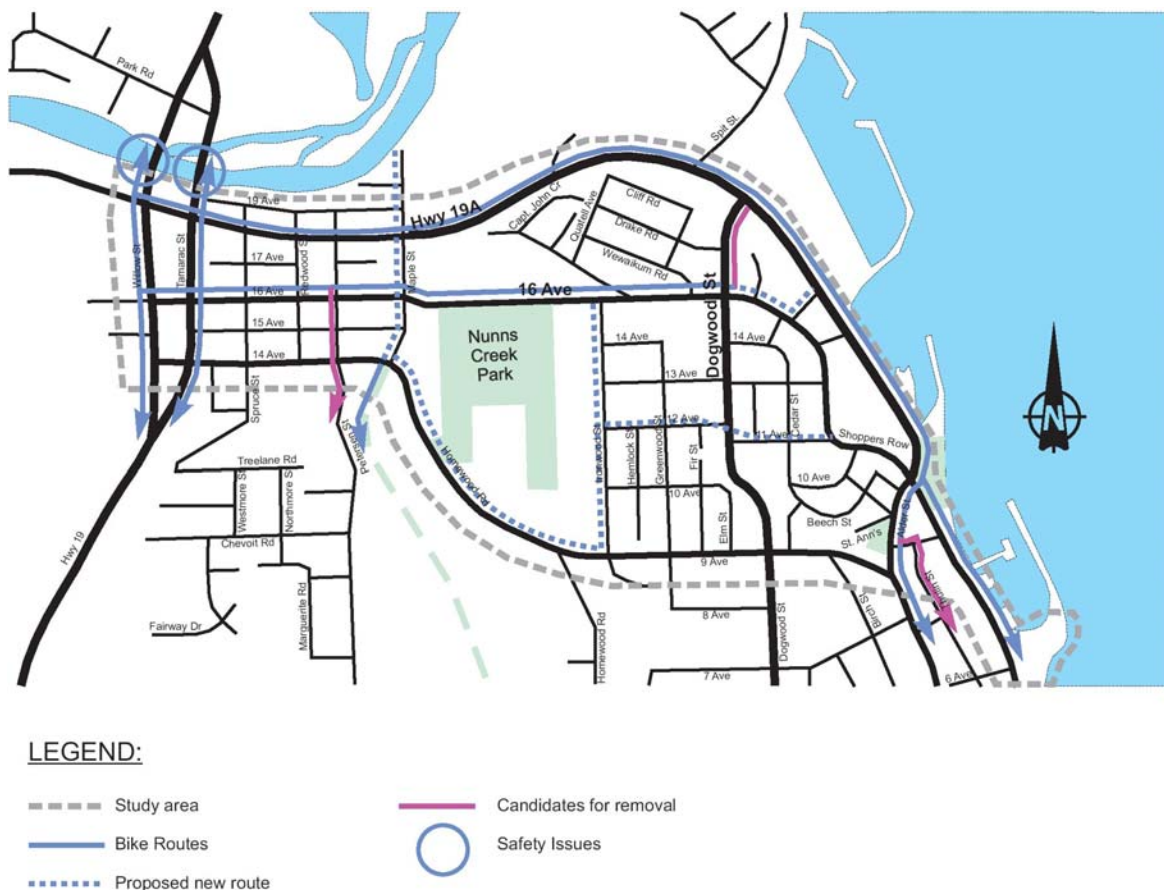 Park Rd
Spit St.
19 Ave
Hwy 19A
Capt. John Cr
Quatell Ave
Cliff Rd
Drake Rd
Wewaikum Rd
Willow St
Tamarac St
17 Ave
Redwood St
Maple St
16 Ave
16 Ave
Dogwood St
15 Ave
14 Ave
Nunns
Creek
Park
14 Ave
14 Ave
13 Ave
Spruce St
Petersen St
12 Ave
11 Ave
Cedar St
Shoppers Row
Ironwood St
Hemlock St
Greenwood St
Fir St
Homewood Rd
Treelane Rd
Westmore St
Northmore St
10 Ave
10 Ave
Elm St
Beech St
Alder St
St. Ann's
Chevoit Rd
9 Ave
Hwy 19
Marguerite Rd
Fairway Dr
8 Ave
Birch St
Homewood Rd
Dogwood St
7 Ave
6 Ave
N
LEGEND:
Study area
Bike Routes
Proposed new route
Candidates for removal
Safety Issues